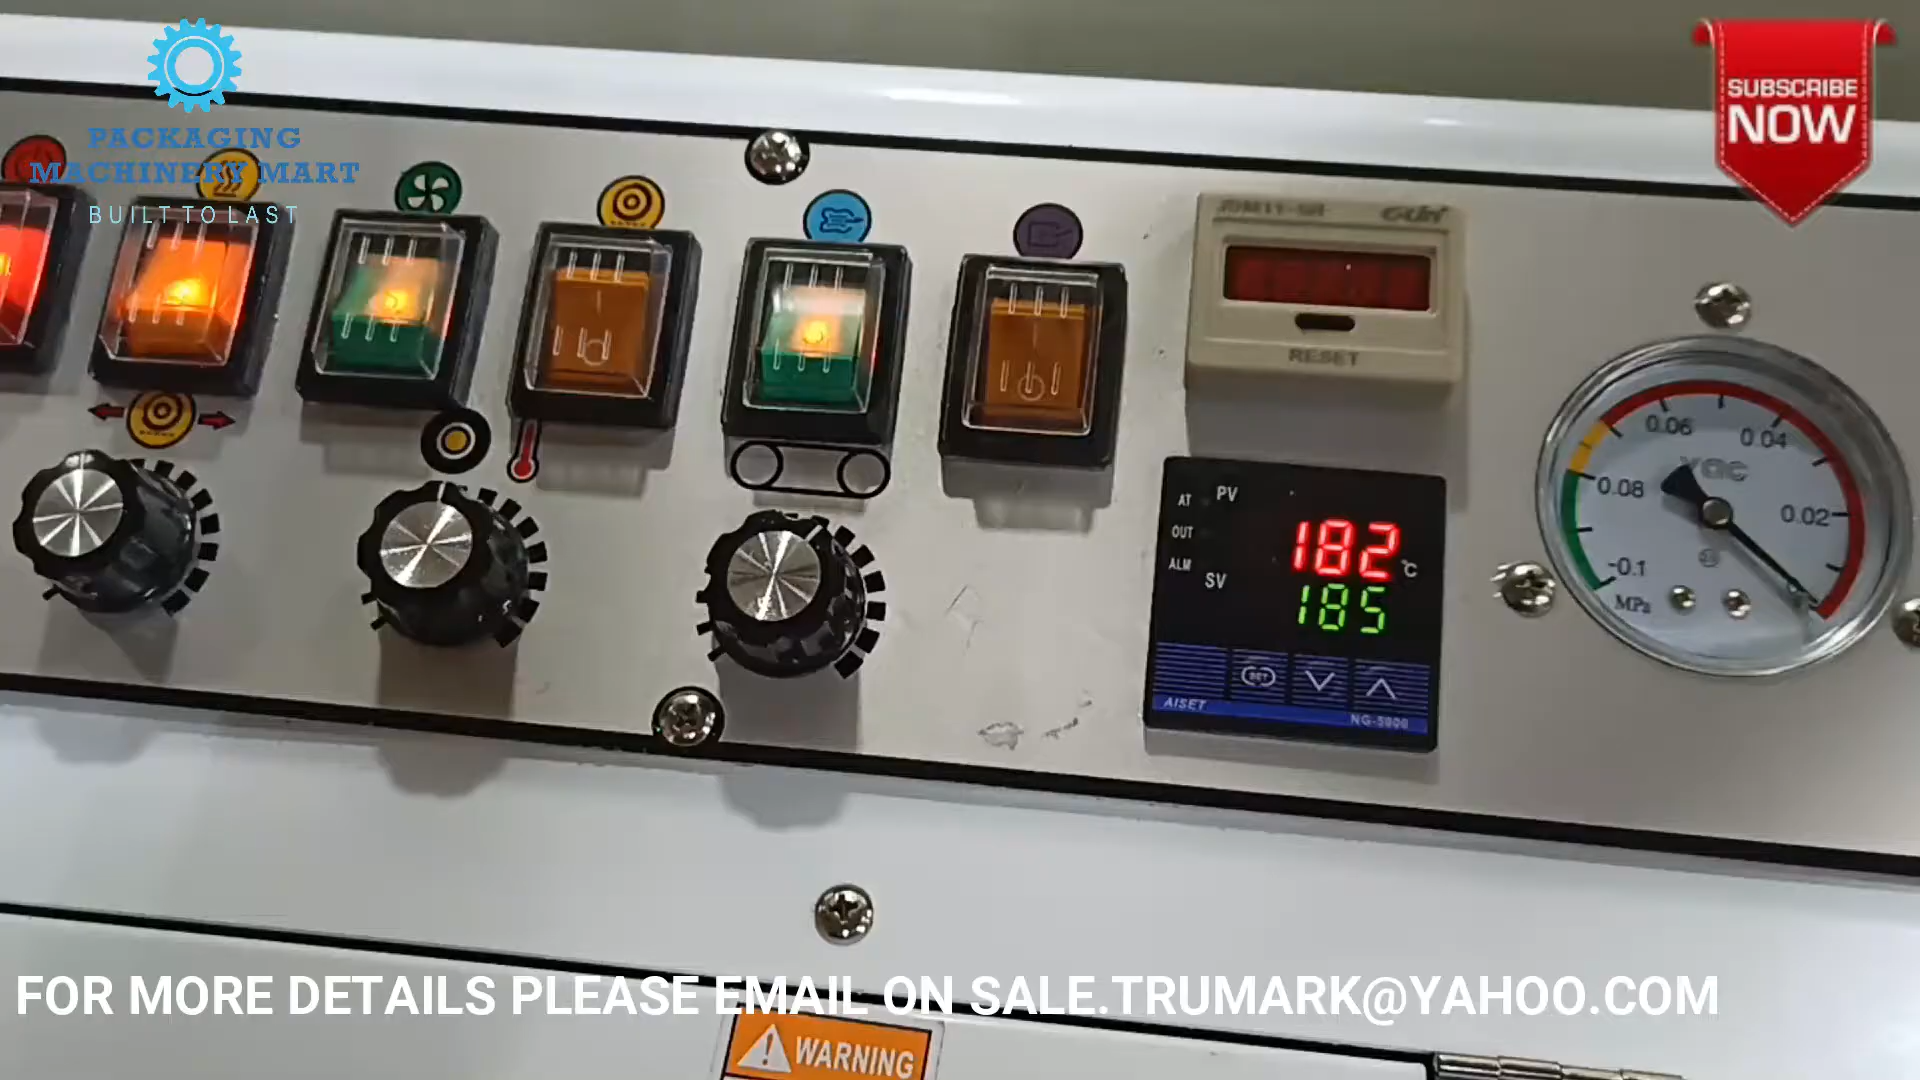 PACKAGING
MACHINERY MART
BUILT TO LAST
SUBSCRIBE
NOW
RESET
0.06
0.04
0.08
0.02
-0.1
vac
MPa
AT
PV
OUT
ALM
SV
182
°C
185
SET
AISET
FOR MORE DETAILS PLEASE EMAIL ON SALE.TRUMARK@YAHOO.COM
WARNING